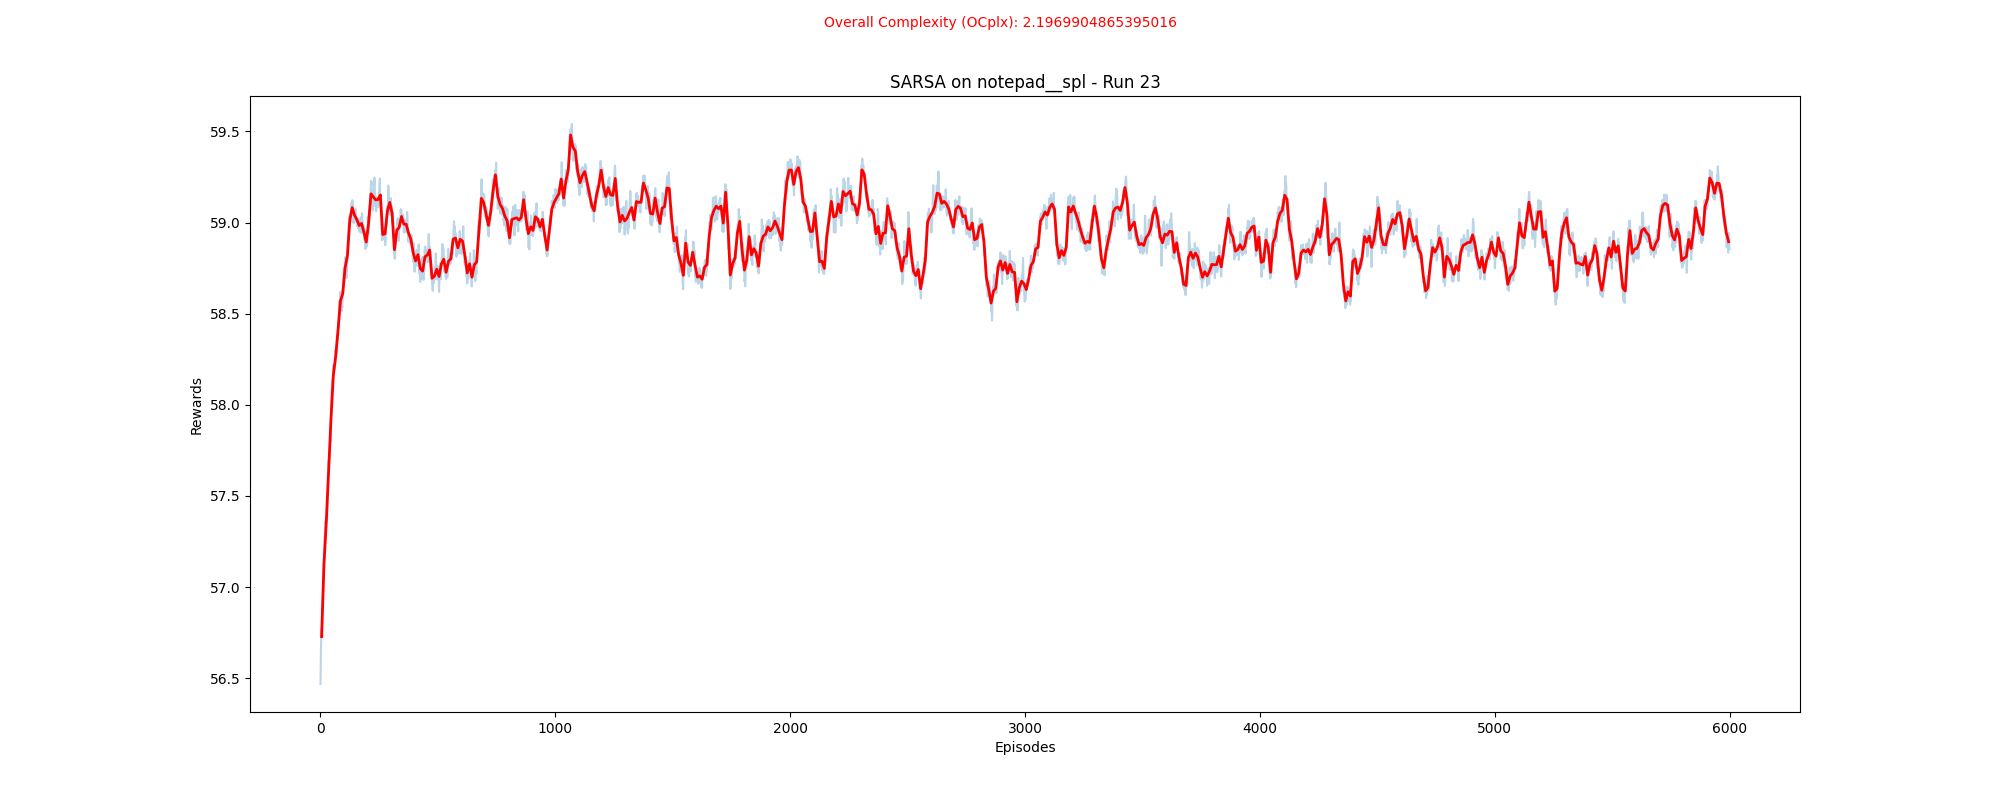 Overall Complexity (OCplx): 2.1969904865395016
SARSA on notepad__spl - Run 23
59.5
59.0
58.5
58.0
57.5
57.0
56.5
Rewards
0 1000 2000 3000 4000 5000 6000
Episodes